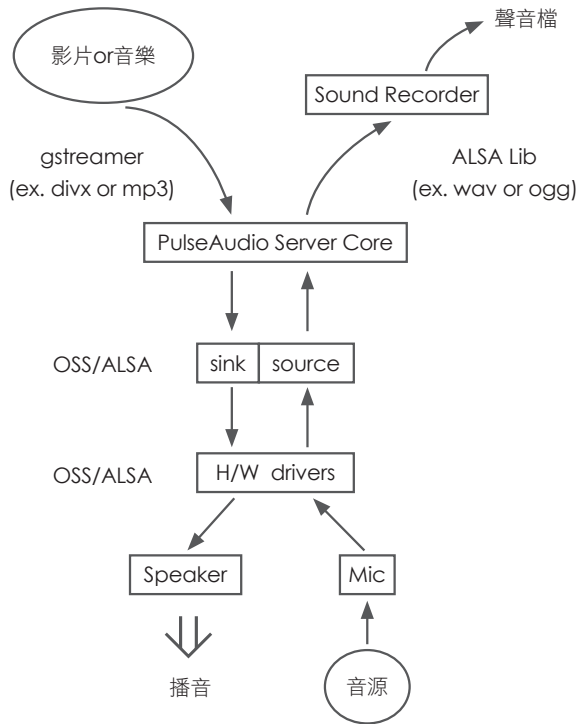 聲音檔
影片or音樂
Sound Recorder
gstreamer
(ex. divx or mp3)
ALSA Lib
(ex. wav or ogg)
PulseAudio Server Core
OSS/ALSA
sink
source
OSS/ALSA
H/W drivers
Speaker
Mic
播音
音源